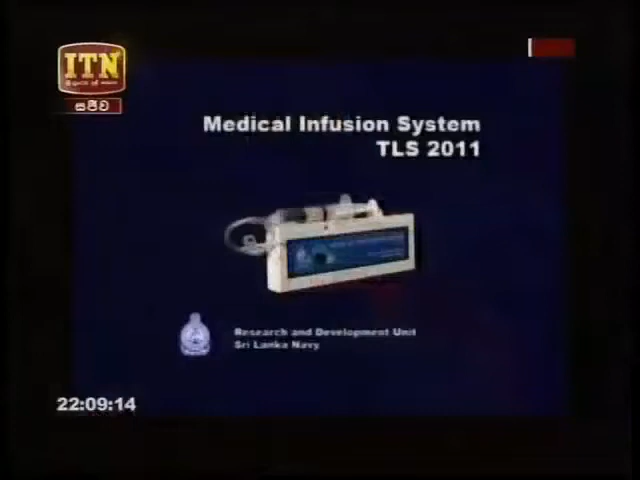 ITN
සජීව
Medical Infusion System
TLS 2011
Research and Development Unit
Sri Lanka Navy
22:09:14